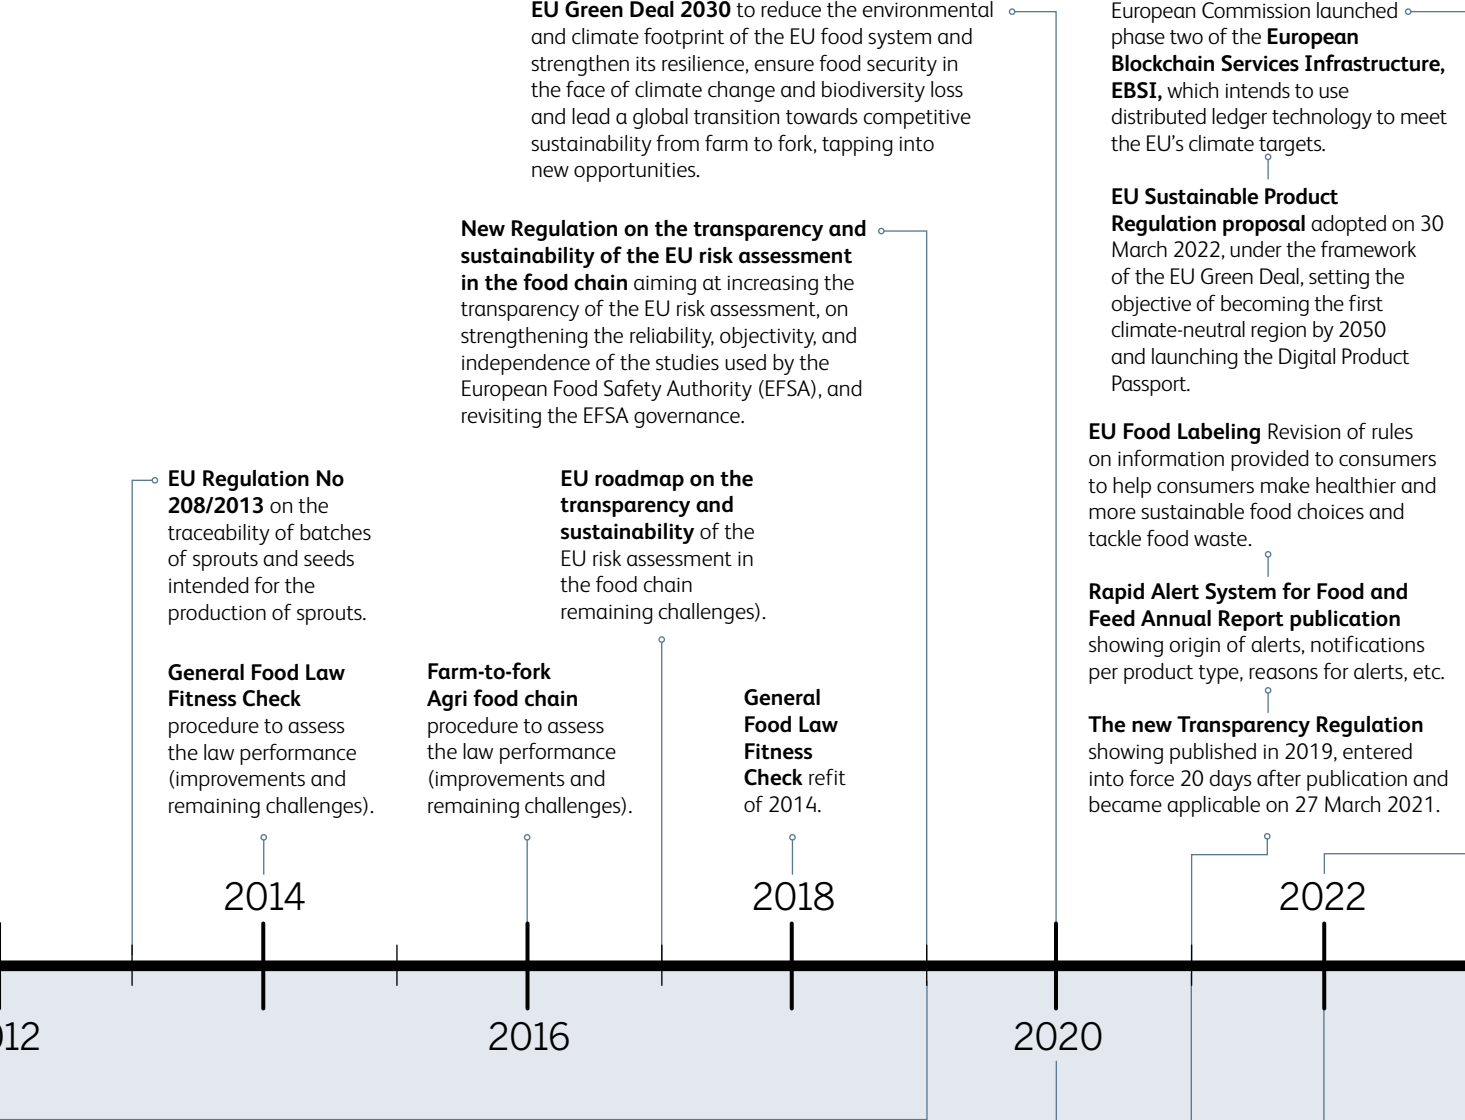 EU Green Deal 2030 to reduce the environmental
and climate footprint of the EU food system and
strengthen its resilience, ensure food security in
the face of climate change and biodiversity loss
and lead a global transition towards competitive
sustainability from farm to fork, tapping into
new opportunities.
European Commission launched
phase two of the European
Blockchain Services Infrastructure,
EBSI, which intends to use
distributed ledger technology to meet
the EU's climate targets.
EU Sustainable Product
Regulation proposal adopted on 30
March 2022, under the framework
of the EU Green Deal, setting the
objective of becoming the first
climate-neutral region by 2050
and launching the Digital Product
Passport.
New Regulation on the transparency and
sustainability of the EU risk assessment
in the food chain aiming at increasing the
transparency of the EU risk assessment, on
strengthening the reliability, objectivity, and
independence of the studies used by the
European Food Safety Authority (EFSA), and
revisiting the EFSA governance.
EU Food Labeling Revision of rules
on information provided to consumers
to help consumers make healthier and
more sustainable food choices and
tackle food waste.
EU Regulation No
208/2013 on the
traceability of batches
of sprouts and seeds
intended for the
production of sprouts.
EU roadmap on the
transparency and
sustainability of the
EU risk assessment in
the food chain
remaining challenges).
Rapid Alert System for Food and
Feed Annual Report publication
showing origin of alerts, notifications
per product type, reasons for alerts, etc.
General Food Law
Fitness Check
procedure to assess
the law performance
(improvements and
remaining challenges).
Farm-to-fork
Agri food chain
procedure to assess
the law performance
(improvements and
remaining challenges).
General
Food Law
Fitness
Check refit
of 2014.
The new Transparency Regulation
showing published in 2019, entered
into force 20 days after publication and
became applicable on 27 March 2021.
2014
2018
2022
12
2016
2020